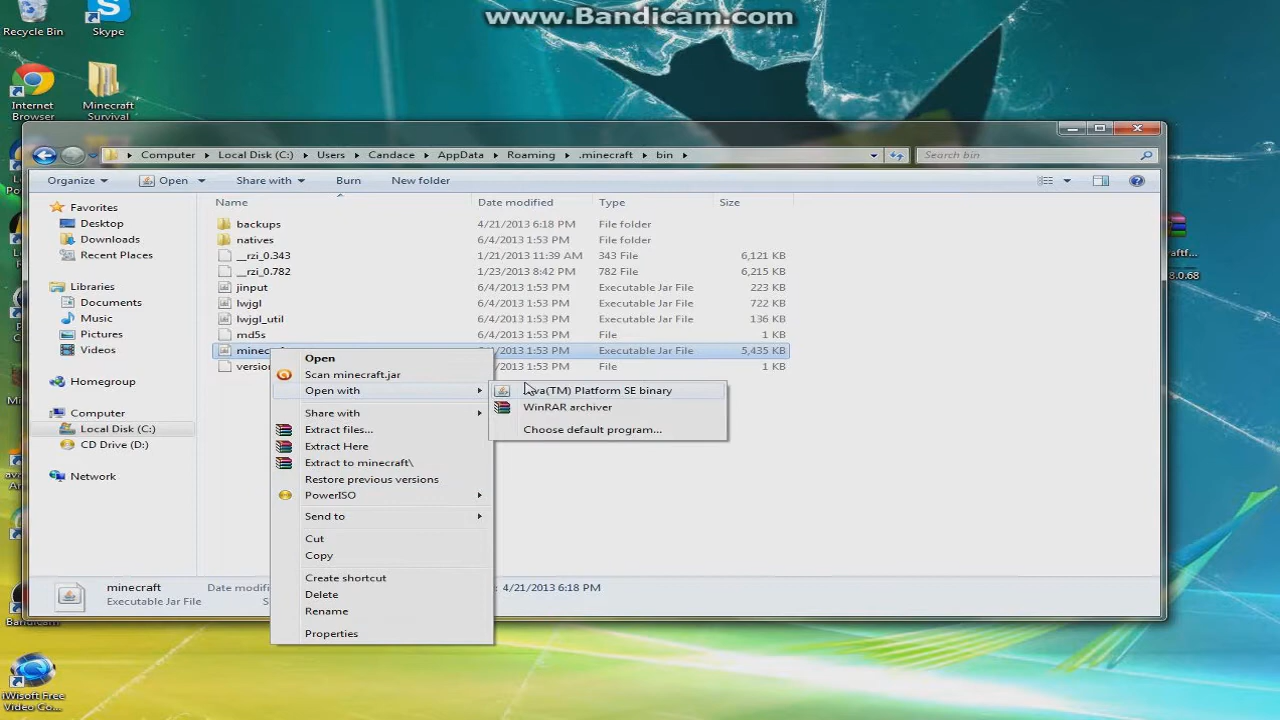 www.Bandicam.com
Recycle Bin
Skype
Internet
Browser
Minecraft
Survival
Computer Local Disk (C:) Users Candace AppData Roaming .minecraft bin
Search bin
Organize Open Share with Burn New folder
Name Date modified Type Size
Favorites
Desktop
Downloads
Recent Places
Libraries
Documents
Music
Pictures
Videos
Homegroup
Computer
Local Disk (C:)
CD Drive (D:)
Network
backups 4/21/2013 6:18 PM File folder
natives 6/4/2013 1:53 PM File folder
__rzi_0.343 1/21/2013 11:39 AM 343 File 6,121 KB
__rzi_0.782 1/23/2013 8:42 PM 782 File 6,215 KB
jinput 6/4/2013 1:53 PM Executable Jar File 223 KB
lwjgl 6/4/2013 1:53 PM Executable Jar File 722 KB
lwjgl_util 6/4/2013 1:53 PM Executable Jar File 136 KB
md5s 6/4/2013 1:53 PM File 1 KB
1:53 PM Executable Jar File 5,435 KB
1:53 PM File 1 KB
Open
Scan minecraft.jar
Open with
Share with
Extract files...
Extract Here
Extract to minecraft\
Restore previous versions
PowerISO
Send to
Cut
Copy
Create shortcut
Delete
Rename
Properties
Platform SE binary
WinRAR archiver
Choose default program...
minecraft Date modifi 4/21/2013 6:18 PM
Executable Jar File
Bandicam
iWisoft Free
Video Co...
8.0.68